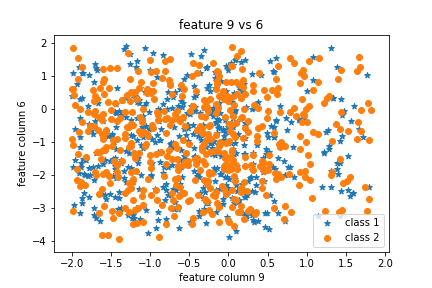 feature 9 vs 6
2
1
0
−1
−2
−3
−4
feature column 6
class 1
class 2
−2.0 −1.5 −1.0 −0.5 0.0 0.5 1.0 1.5 2.0
feature column 9